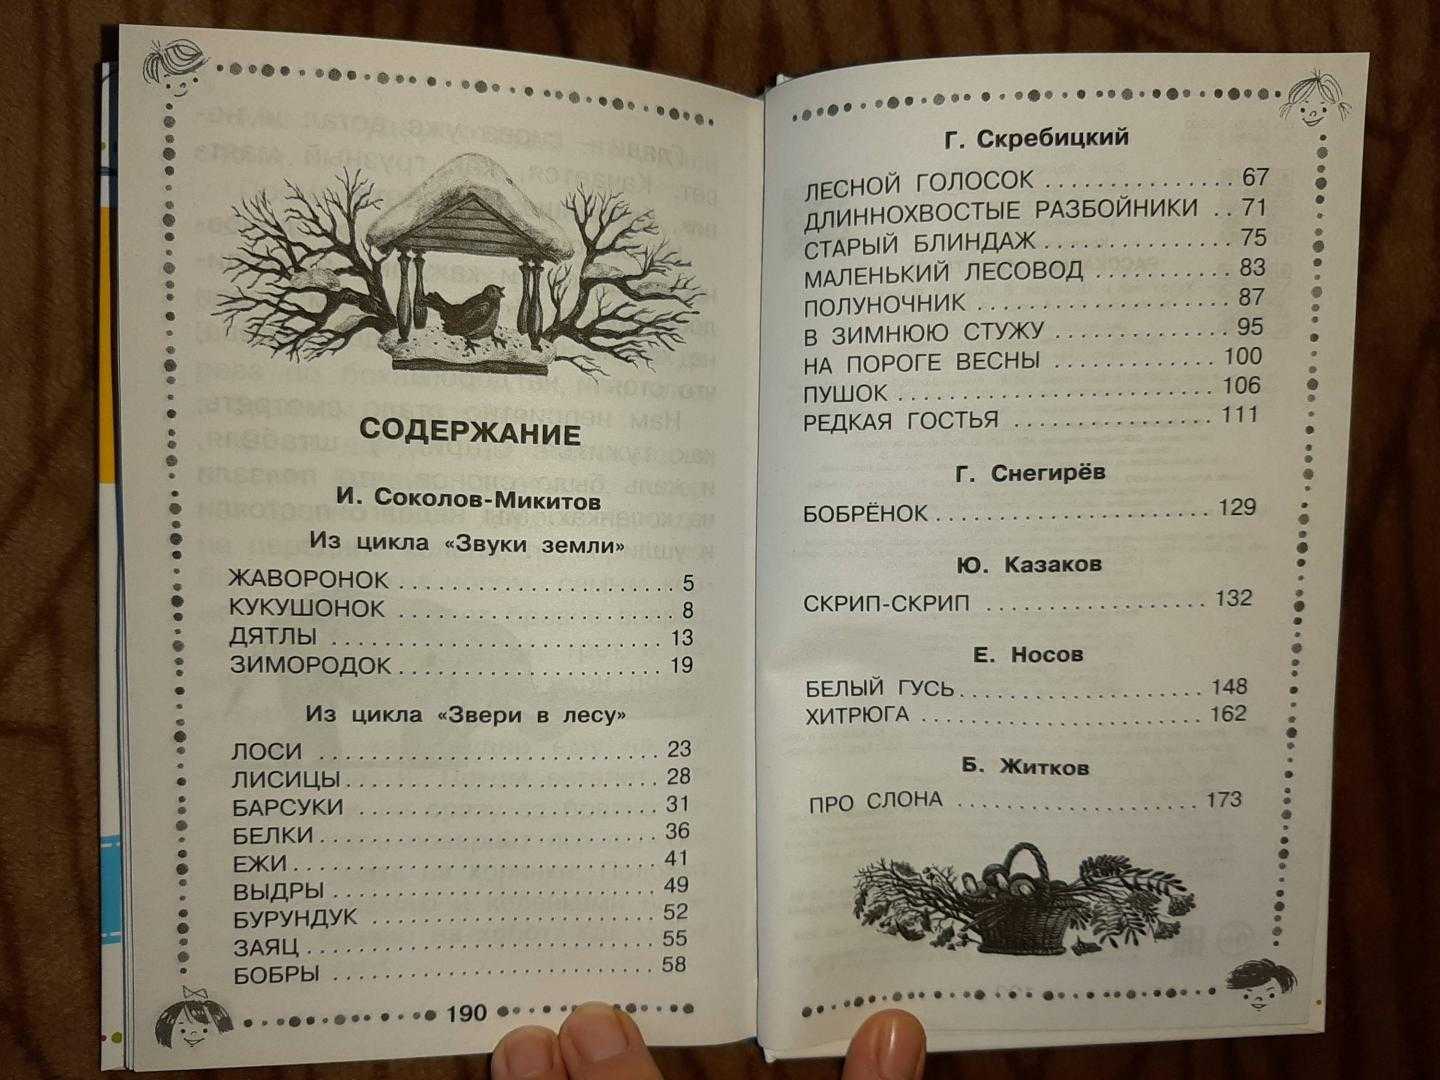 СОДЕРЖАНИЕ
И. Соколов-Микитов
Из цикла «Звуки земли»
ЖАВОРОНОК . . . . . . . . . . . . . . . . . . . . 5
КУКУШОНОК . . . . . . . . . . . . . . . . . . . . 8
ДЯТЛЫ . . . . . . . . . . . . . . . . . . . . . . . . 13
ЗИМОРОДОК . . . . . . . . . . . . . . . . . . . . 19
Из цикла «Звери в лесу»
ЛОСИ . . . . . . . . . . . . . . . . . . . . . . . . . 23
ЛИСИЦЫ . . . . . . . . . . . . . . . . . . . . . . . 28
БАРСУКИ . . . . . . . . . . . . . . . . . . . . . . . 31
БЕЛКИ . . . . . . . . . . . . . . . . . . . . . . . . . 36
ЕЖИ . . . . . . . . . . . . . . . . . . . . . . . . . . . 41
ВЫДРЫ . . . . . . . . . . . . . . . . . . . . . . . . 49
БУРУНДУК . . . . . . . . . . . . . . . . . . . . . . 52
ЗАЯЦ . . . . . . . . . . . . . . . . . . . . . . . . . . 55
БОБРЫ . . . . . . . . . . . . . . . . . . . . . . . . 58
190
Г. Скребицкий
ЛЕСНОЙ ГОЛОСОК . . . . . . . . . . . . . . . 67
ДЛИННОХВОСТЫЕ РАЗБОЙНИКИ . . 71
СТАРЫЙ БЛИНДАЖ . . . . . . . . . . . . . . . 75
МАЛЕНЬКИЙ ЛЕСОВОД . . . . . . . . . . . 83
ПОЛУНОЧНИК . . . . . . . . . . . . . . . . . . . 87
В ЗИМНЮЮ СТУЖУ . . . . . . . . . . . . . . 95
НА ПОРОГЕ ВЕСНЫ . . . . . . . . . . . . . 100
ПУШОК . . . . . . . . . . . . . . . . . . . . . . . . 106
РЕДКАЯ ГОСТЬЯ . . . . . . . . . . . . . . . . 111
Г. Снегирёв
БОБРЁНОК . . . . . . . . . . . . . . . . . . . . . 129
Ю. Казаков
СКРИП-СКРИП . . . . . . . . . . . . . . . . . . 132
Е. Носов
БЕЛЫЙ ГУСЬ . . . . . . . . . . . . . . . . . . . 148
ХИТРЮГА . . . . . . . . . . . . . . . . . . . . . . 162
Б. Житков
ПРО СЛОНА . . . . . . . . . . . . . . . . . . . . 173